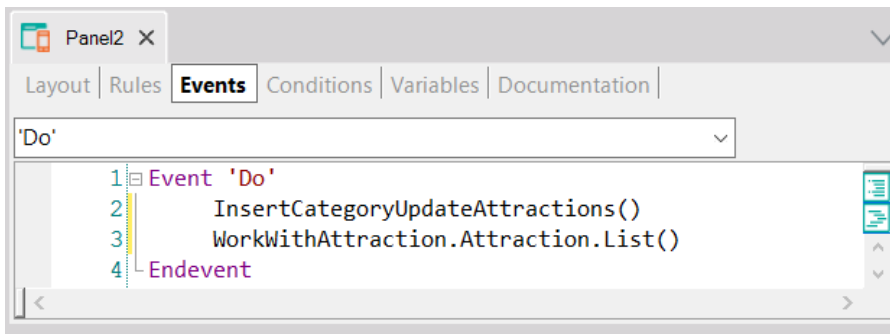 Panel2
Layout Rules Events Conditions Variables Documentation
'Do'
1 Event 'Do'
2 InsertCategoryUpdateAttractions()
3 WorkWithAttraction.Attraction.List()
4 Endevent